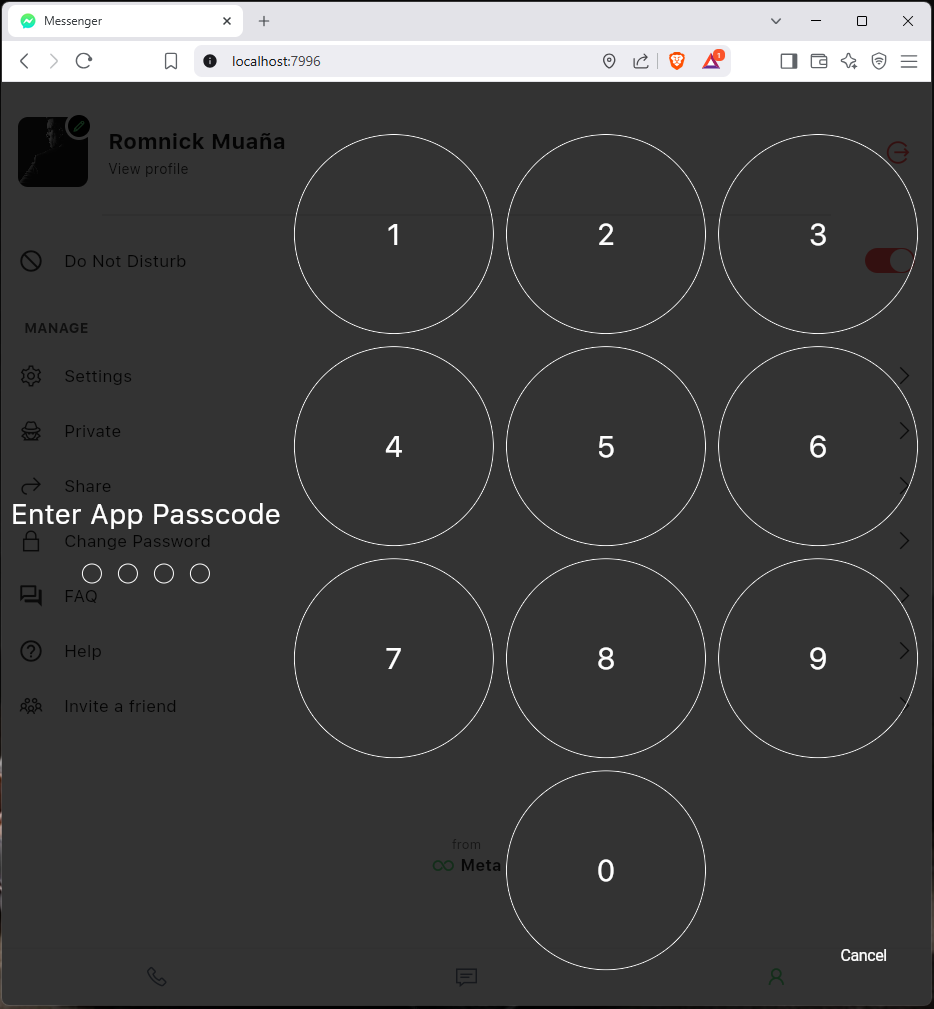 Messenger
localhost:7996
1
Romnick Muaña
View profile
Do Not Disturb
MANAGE
Settings
Private
Share
Enter App Passcode
Change Password
FAQ
Help
Invite a friend
1 2 3
4 5 6
7 8 9
0
from
Meta
Cancel